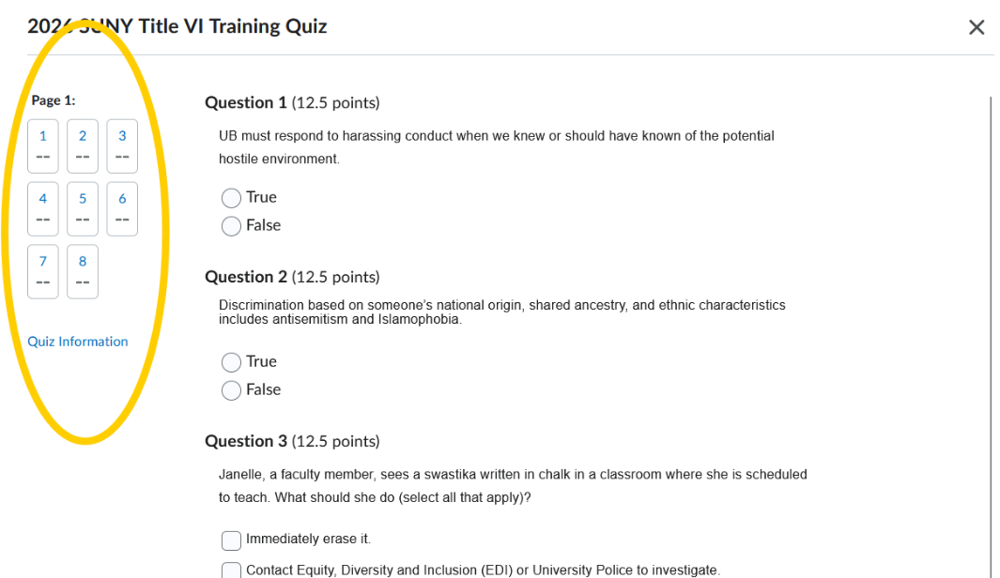 2026 SUNY Title VI Training Quiz
Page 1:
1 2 3
-- -- --
4 5 6
-- -- --
7 8
-- --
Quiz Information
Question 1 (12.5 points)
UB must respond to harassing conduct when we knew or should have known of the potential
hostile environment.
True
False
Question 2 (12.5 points)
Discrimination based on someone's national origin, shared ancestry, and ethnic characteristics
includes antisemitism and Islamophobia.
True
False
Question 3 (12.5 points)
Janelle, a faculty member, sees a swastika written in chalk in a classroom where she is scheduled
to teach. What should she do (select all that apply)?
Immediately erase it.
Contact Equity, Diversity and Inclusion (EDI) or University Police to investigate.